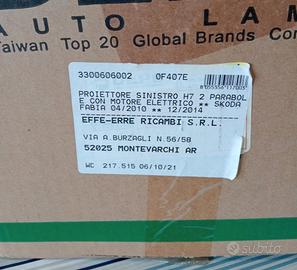 AUTO LAM
Taiwan Top 20 Global Brands Con
3300606002 0F407E
8055356117003
PROIETTORE SINISTRO H7 2 PARABOL
E CON MOTORE ELETTRICO ** SKODA
FABIA 04/2010 ** 12/2014
EFFE-ERRE RICAMBI S.R.L.
VIA A.BURZAGLI N.56/58
52025 MONTEVARCHI AR
WC 217.515 06/10/21
subito